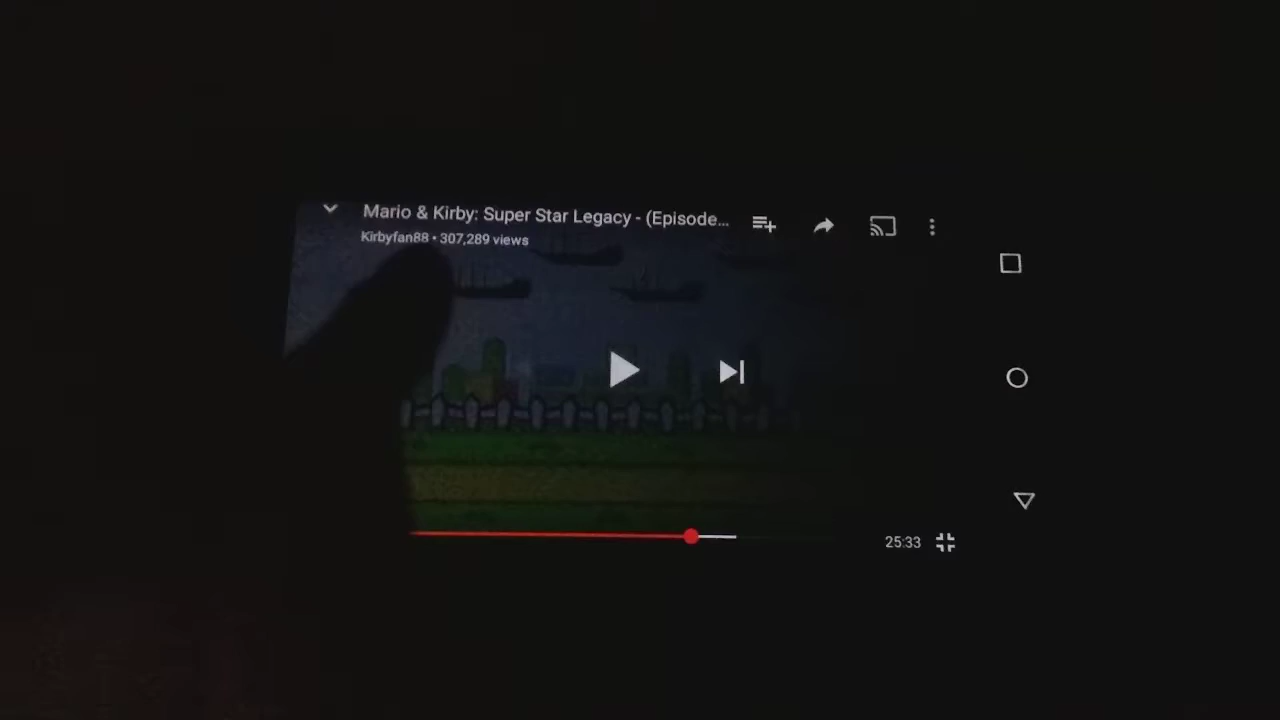 Mario & Kirby: Super Star Legacy - (Episode...
Kirbyfan88 • 307,289 views
25:33